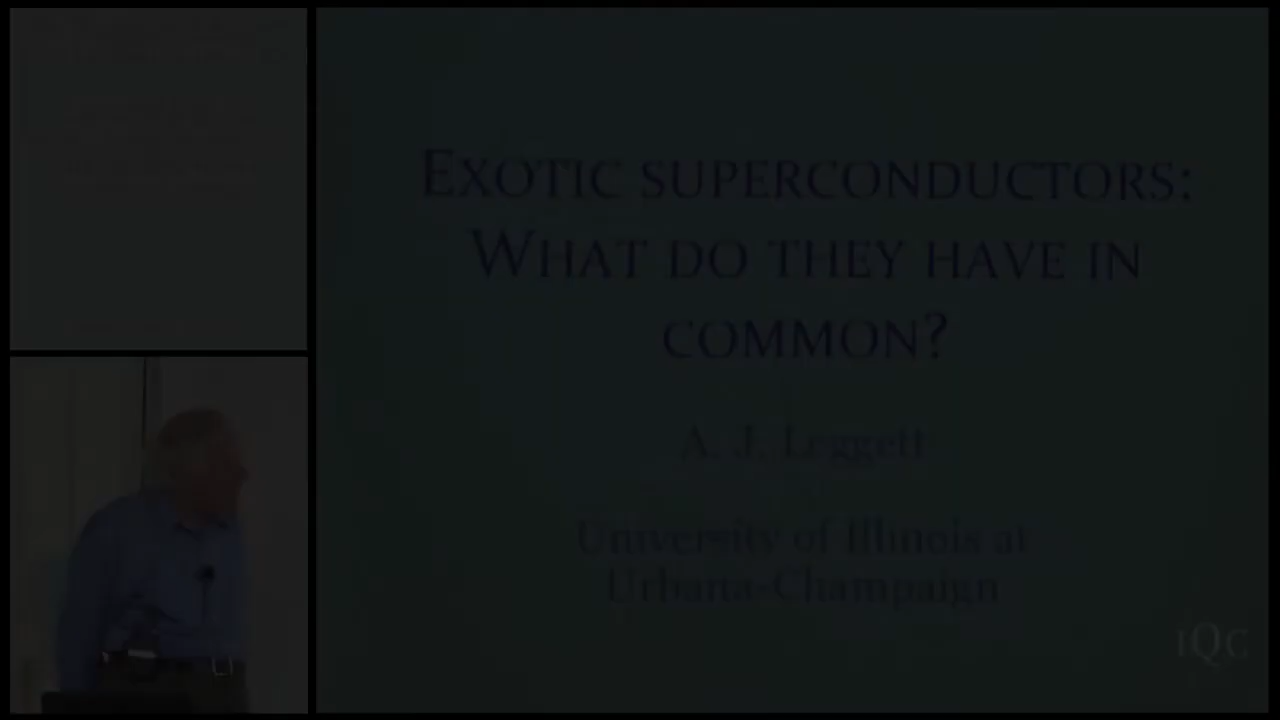 EXOTIC SUPERCONDUCTORS:
WHAT DO THEY HAVE IN
COMMON?
A. J. Leggett
University of Illinois at
Urbana-Champaign
IQC